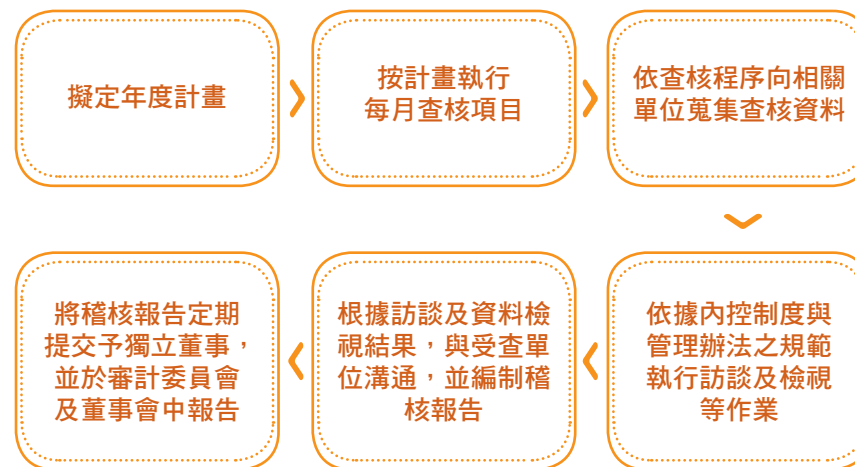 擬定年度計畫
按計畫執行
每月查核項目
依查核程序向相關
單位蒐集查核資料
依據內控制度與
管理辦法之規範
執行訪談及檢視
等作業
根據訪談及資料檢
視結果，與受查單
位溝通，並編制稽
核報告
將稽核報告定期
提交予獨立董事，
並於審計委員會
及董事會中報告